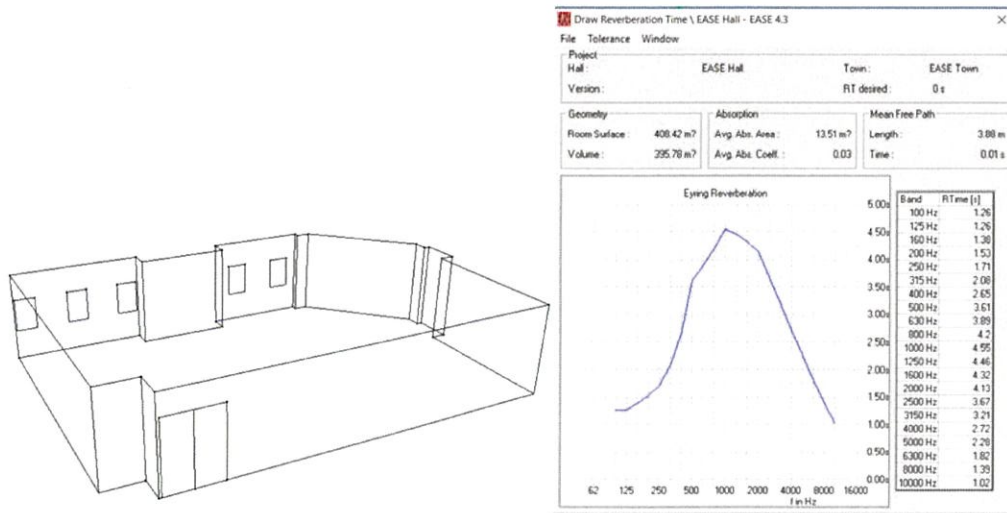 Draw Reverberation Time \ EASE Hall - EASE 4.3
File Tolerance Window
Project
Hall : EASE Hall Town : EASE Town
Version : RT desired : 0 s
Geometry Absorption Mean Free Path
Room Surface : 408.42 m? Avg. Abs. Area : 13.51 m? Length : 3.88 m
Volume : 395.78 m? Avg. Abs. Coeff. : 0.03 Time : 0.01 s
Eyring Reverberation
5.00s
4.50s
4.00s
3.50s
3.00s
2.50s
2.00s
1.50s
1.00s
0.50s
0.00s
62 125 250 500 1000 2000 4000 8000 16000
f in Hz
Band RTime [s]
100 Hz 1.26
125 Hz 1.26
160 Hz 1.38
200 Hz 1.53
250 Hz 1.71
315 Hz 2.08
400 Hz 2.65
500 Hz 3.61
630 Hz 3.89
800 Hz 4.2
1000 Hz 4.55
1250 Hz 4.46
1600 Hz 4.32
2000 Hz 4.13
2500 Hz 3.67
3150 Hz 3.21
4000 Hz 2.72
5000 Hz 2.28
6300 Hz 1.82
8000 Hz 1.39
10000 Hz 1.02